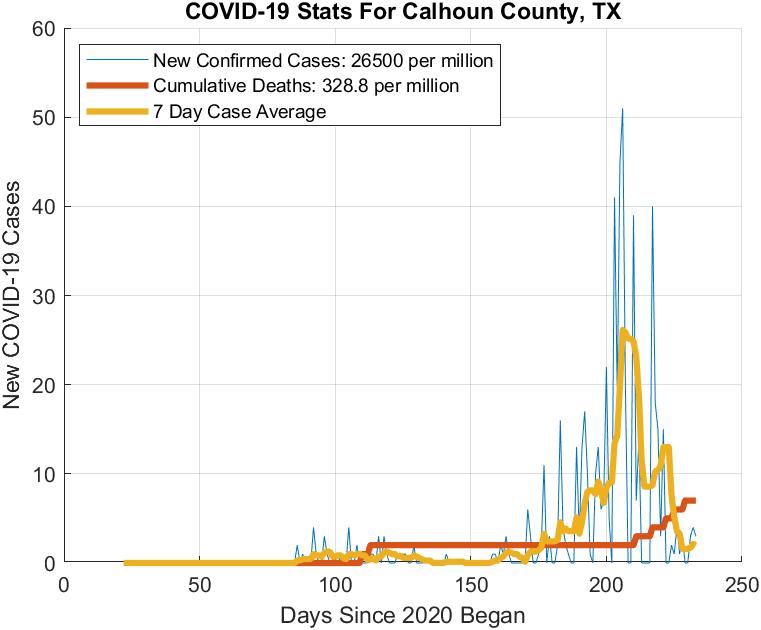 COVID-19 Stats For Calhoun County, TX
New Confirmed Cases: 26500 per million
Cumulative Deaths: 328.8 per million
7 Day Case Average
New COVID-19 Cases
60
50
40
30
20
10
0
0 50 100 150 200 250
Days Since 2020 Began